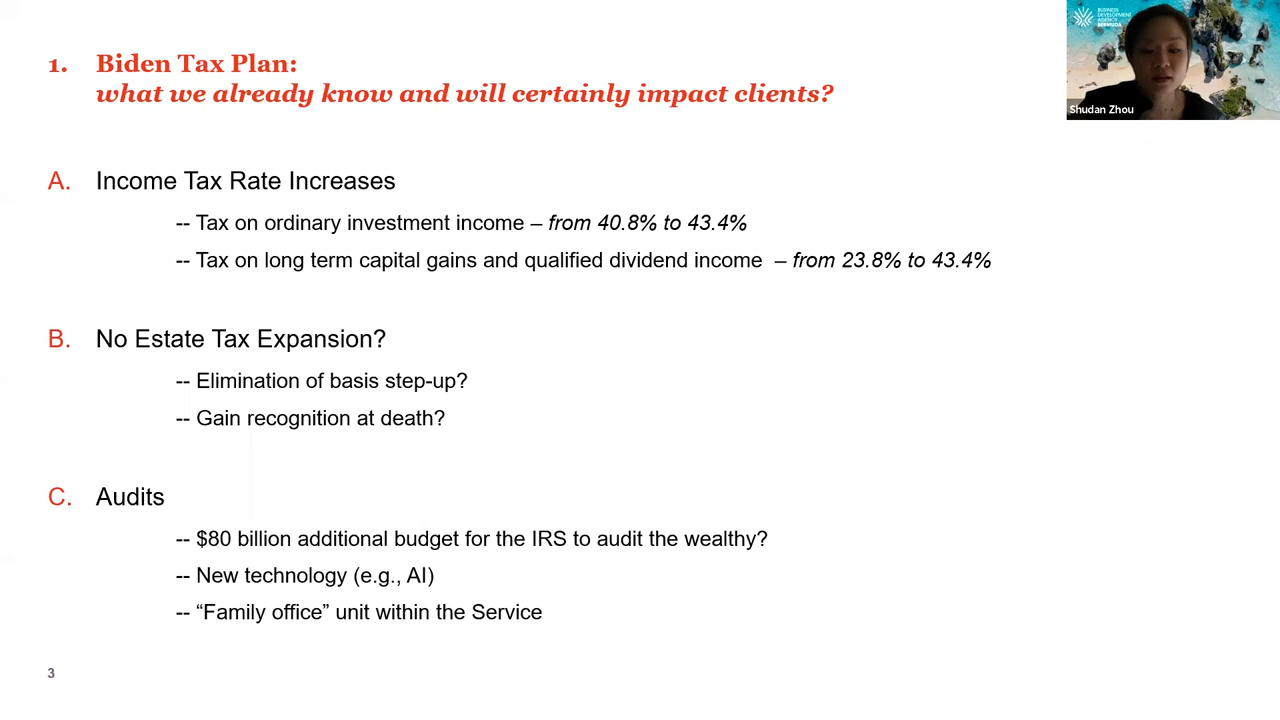 1. Biden Tax Plan:
what we already know and will certainly impact clients?
BUSINESS
DEVELOPMENT
AGENCY
BERMUDA
Shudan Zhou
A. Income Tax Rate Increases
-- Tax on ordinary investment income – from 40.8% to 43.4%
-- Tax on long term capital gains and qualified dividend income – from 23.8% to 43.4%
B. No Estate Tax Expansion?
-- Elimination of basis step-up?
-- Gain recognition at death?
C. Audits
-- $80 billion additional budget for the IRS to audit the wealthy?
-- New technology (e.g., AI)
-- “Family office” unit within the Service
3